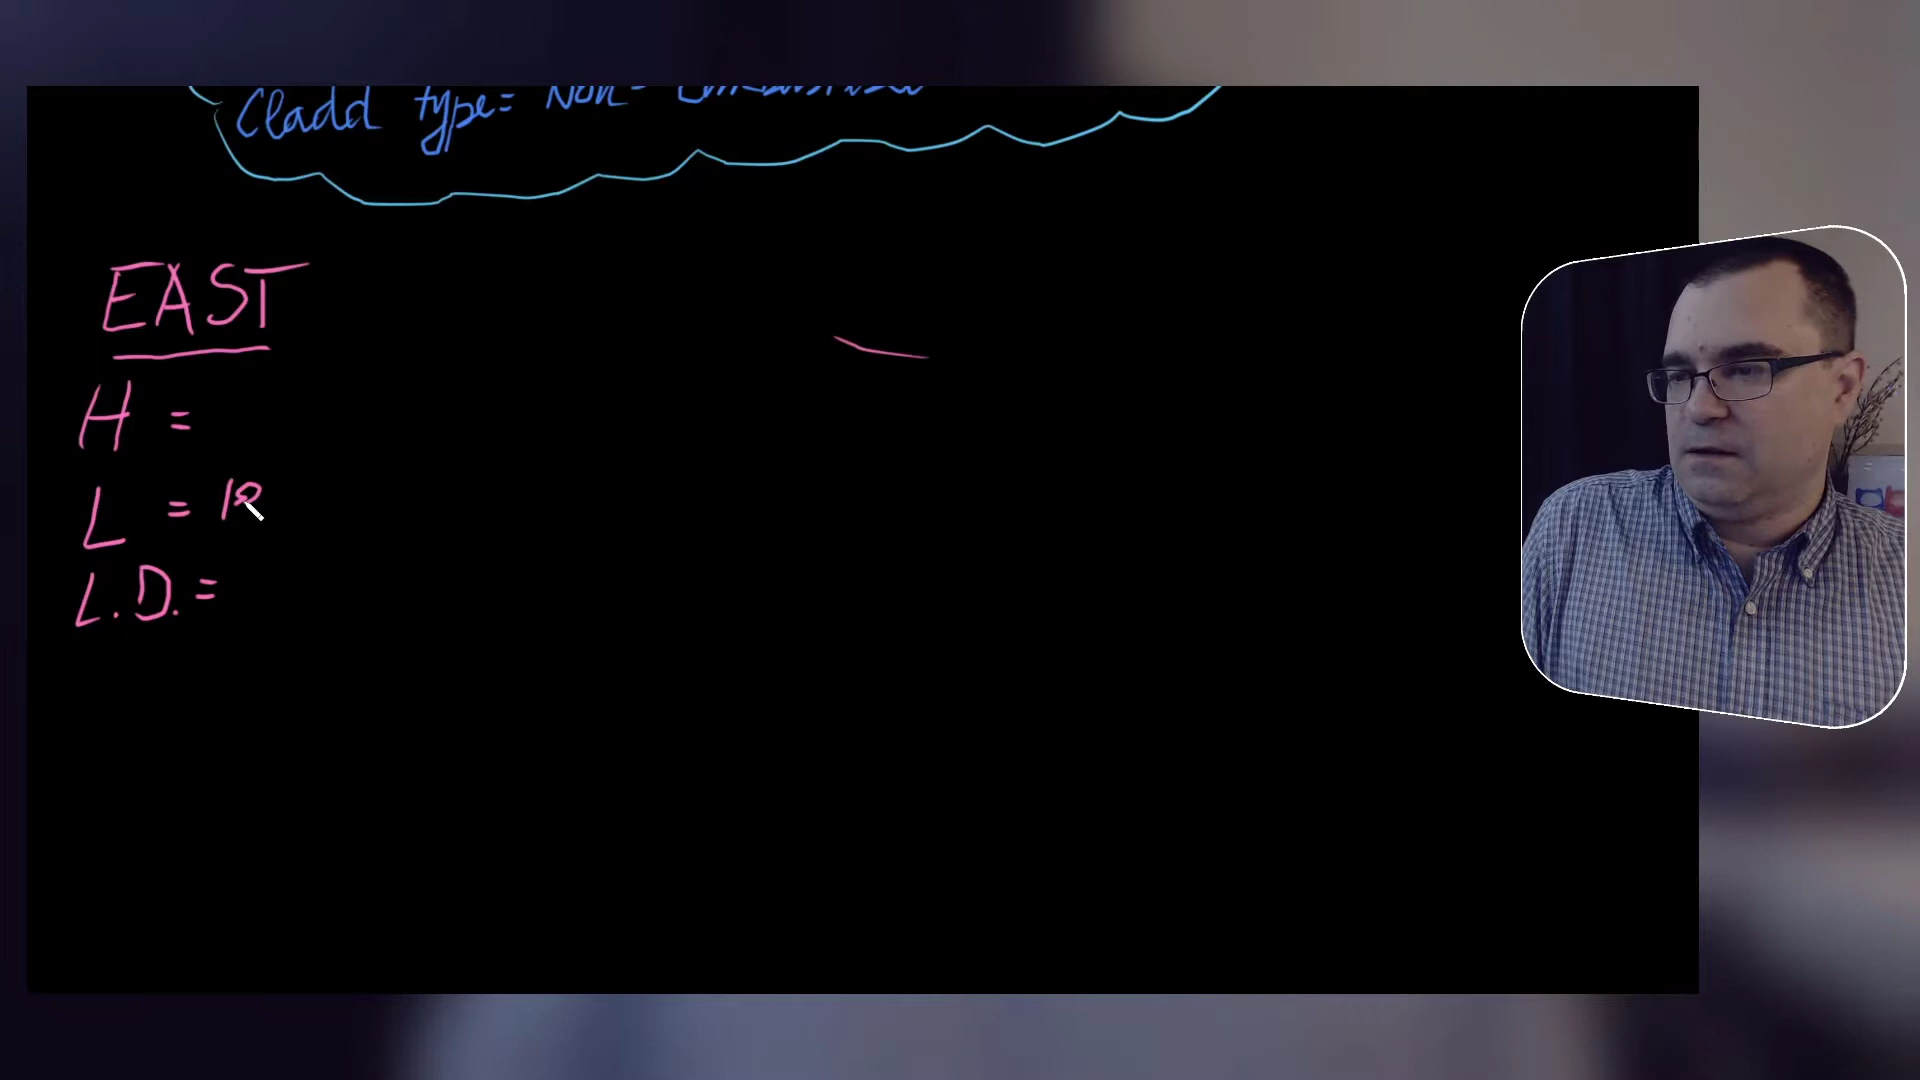 Cladd type= Non-
EAST
H =
L = 18
L.D.=